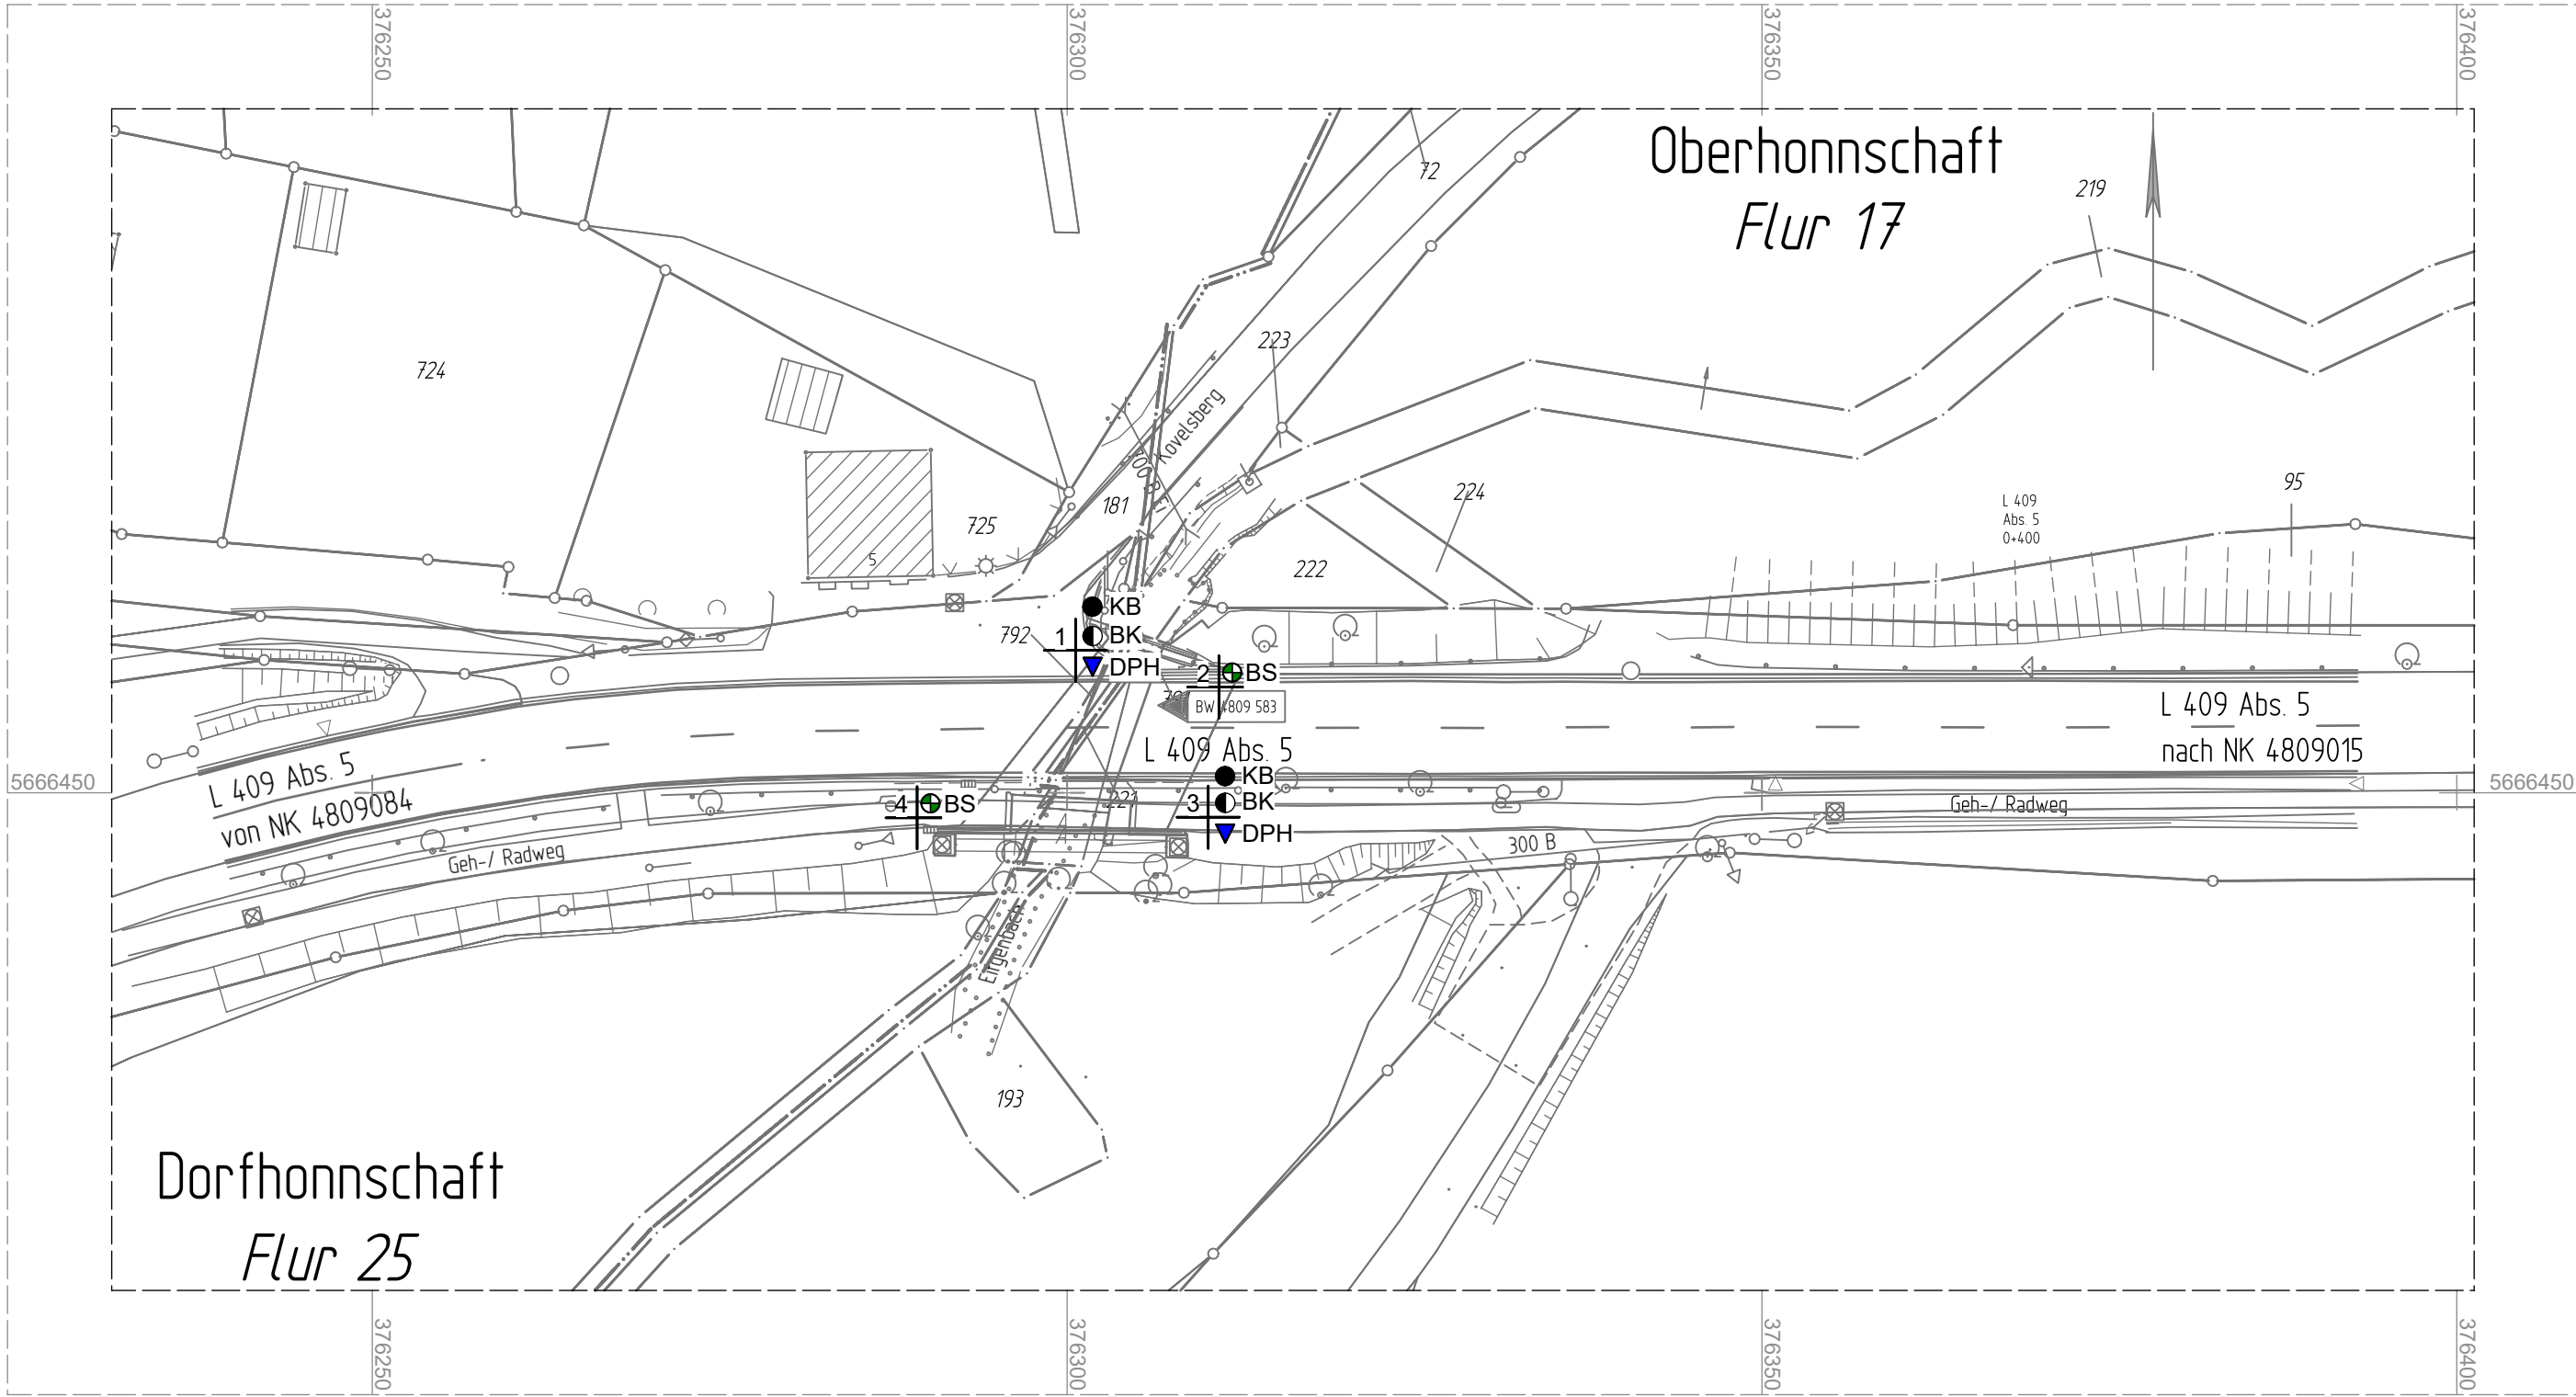 376250
376300
376350
376400
Oberhonnschaft
Flur 17
72
219
223
724
Kovelsberg
181
725
5
224
95
L 409
Abs. 5
0+400
222
KB
792
1
BK
DPH
2
BS
BW 4809 583
L 409 Abs. 5
nach NK 4809015
L 409 Abs. 5
KB
5666450
5666450
L 409 Abs. 5
von NK 4809084
4
BS
221
3
BK
DPH
Geh-/ Radweg
Geh-/ Radweg
300 B
Eirgenbach
193
Dorfhonnschaft
Flur 25
376250
376300
376350
376400